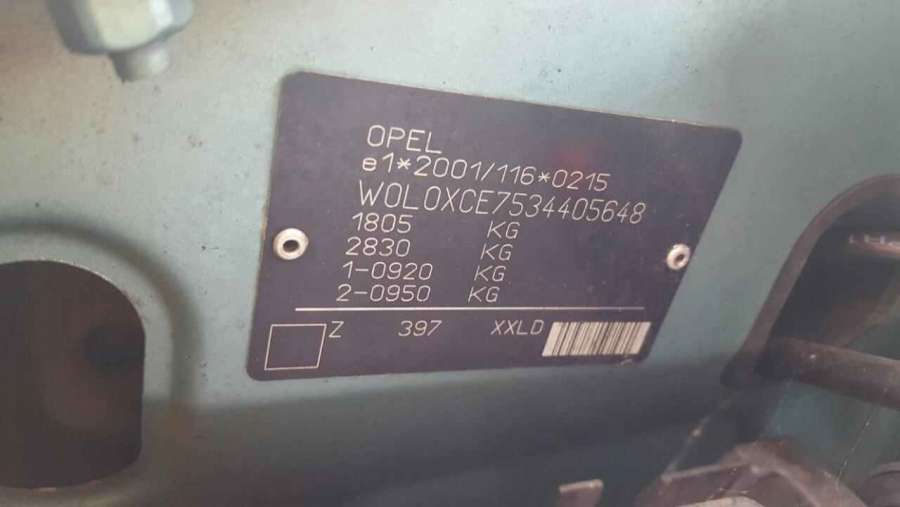 OPEL
e1*2001/116*0215
W0L0XCE7534405648
1805 KG
2830 KG
1-0920 KG
2-0950 KG
Z 397 XXLD